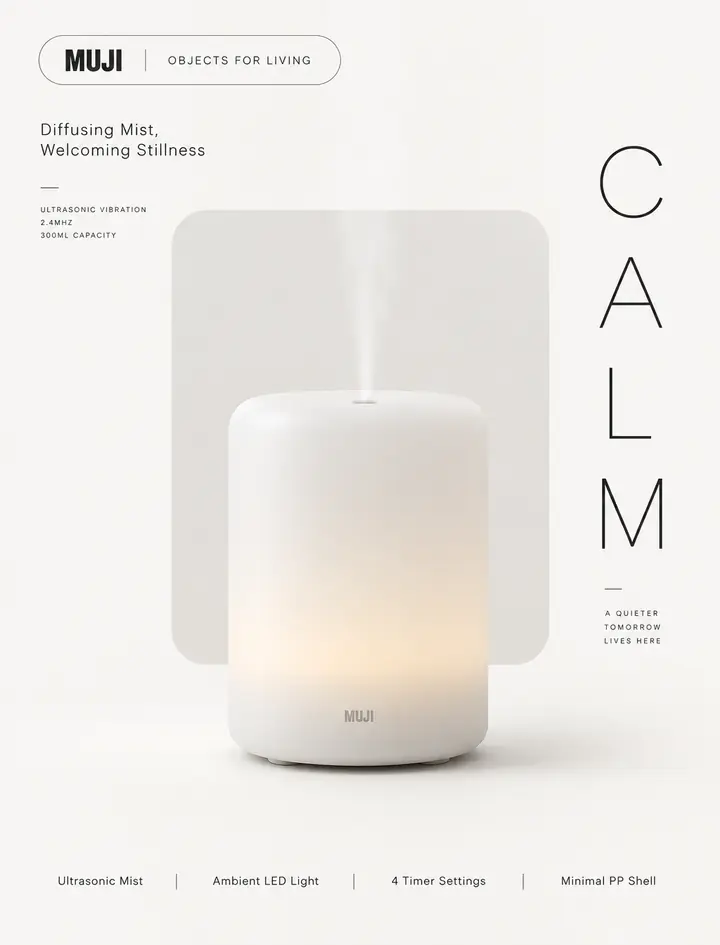 MUJI | OBJECTS FOR LIVING
Diffusing Mist,
Welcoming Stillness
ULTRASONIC VIBRATION
2.4MHZ
300ML CAPACITY
CALM
A QUIETER
TOMORROW
LIVES HERE
MUJI
Ultrasonic Mist | Ambient LED Light | 4 Timer Settings | Minimal PP Shell